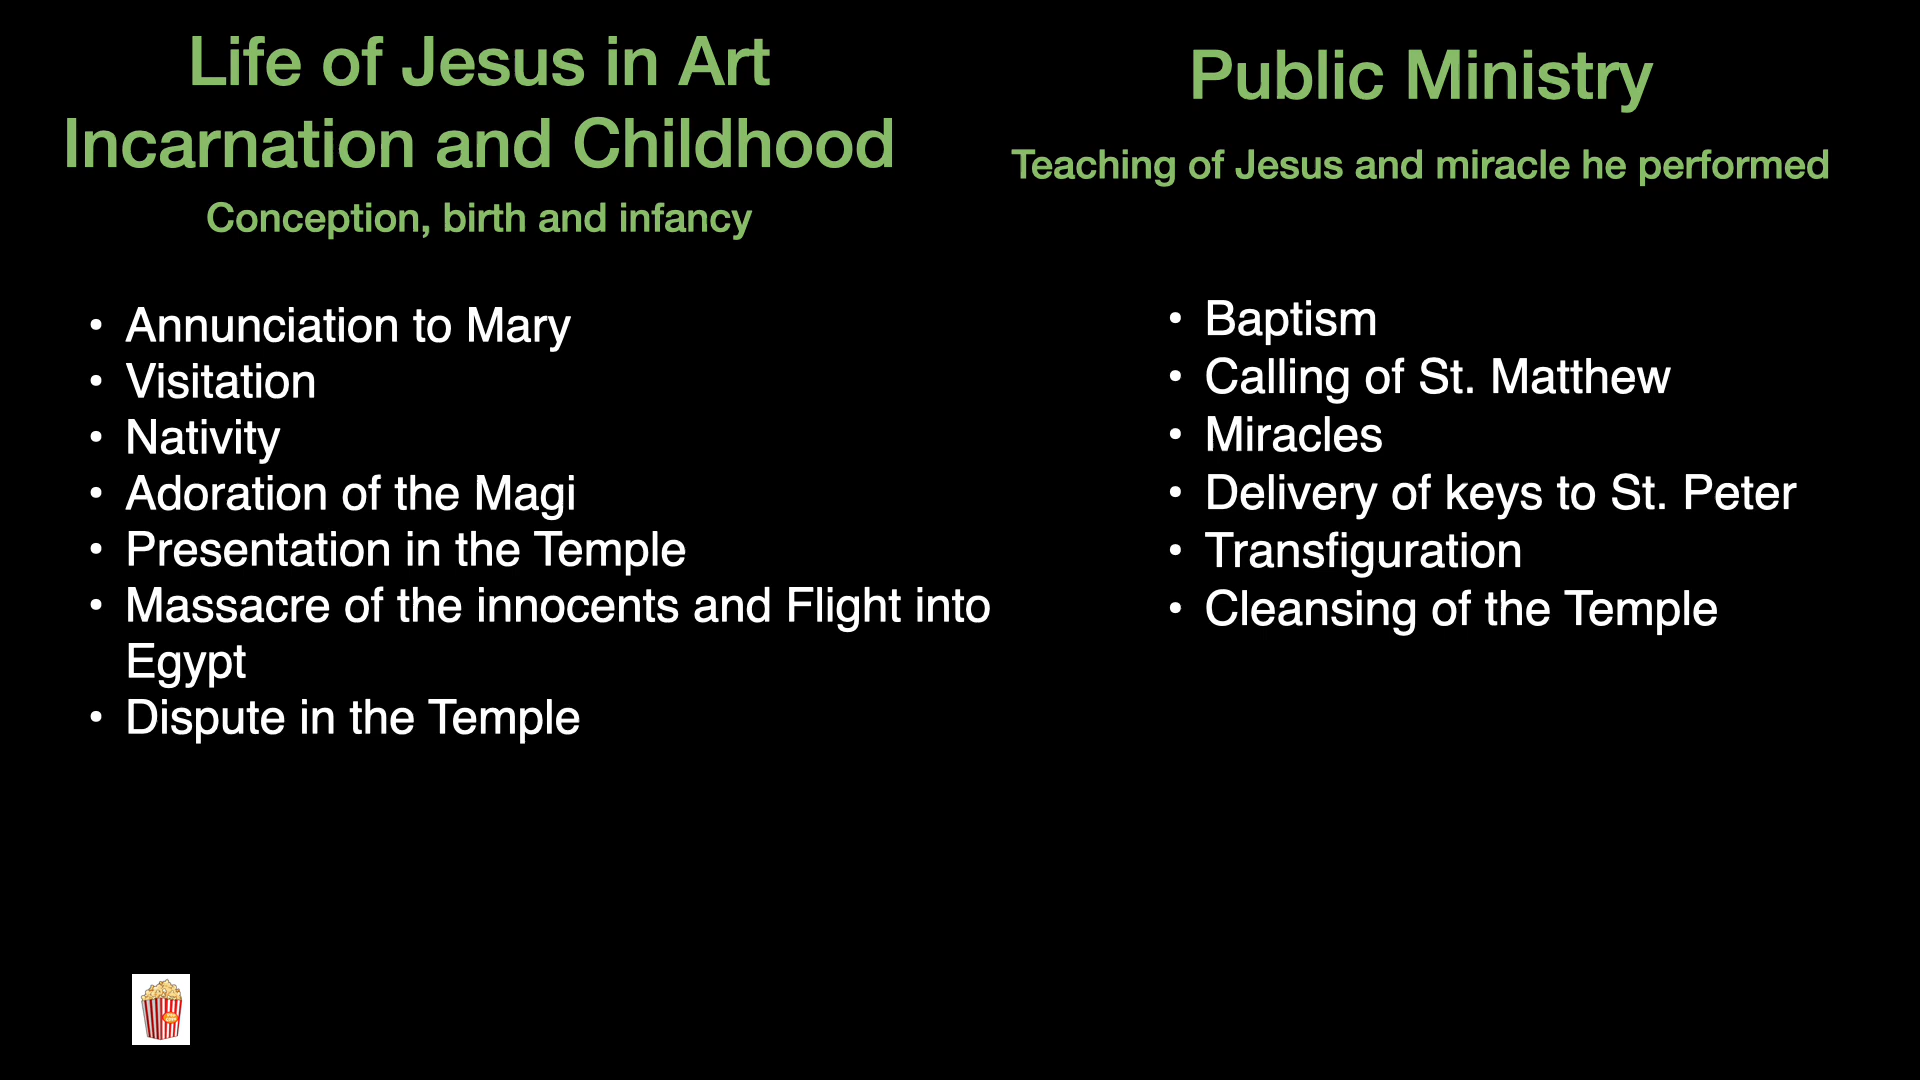 Life of Jesus in Art
Incarnation and Childhood
Conception, birth and infancy
• Annunciation to Mary
• Visitation
• Nativity
• Adoration of the Magi
• Presentation in the Temple
• Massacre of the innocents and Flight into
Egypt
• Dispute in the Temple
Public Ministry
Teaching of Jesus and miracle he performed
• Baptism
• Calling of St. Matthew
• Miracles
• Delivery of keys to St. Peter
• Transfiguration
• Cleansing of the Temple